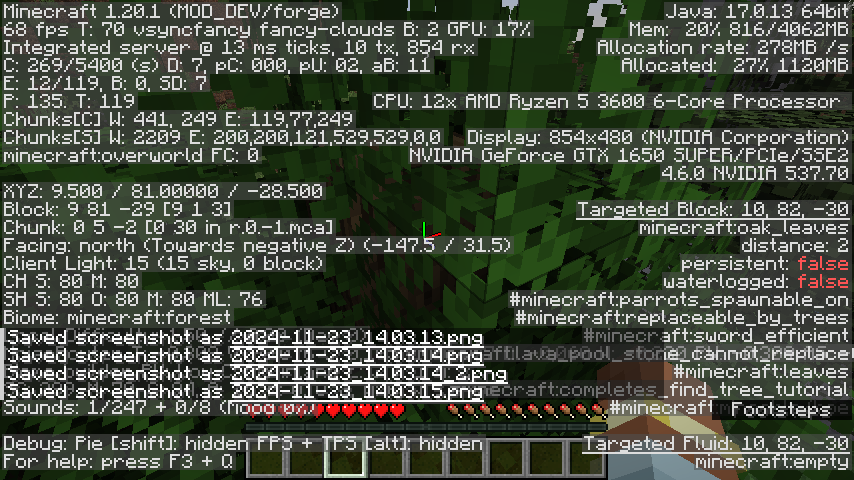 Minecraft 1.20.1 (MOD_DEV/forge)
68 fps T: 70 vsyncfancy fancy-clouds B: 2 GPU: 17%
Integrated server @ 13 ms ticks, 10 tx, 854 rx
C: 269/5400 (s) D: 7, pC: 000, pU: 02, aB: 11
E: 12/119, B: 0, SD: 7
P: 135. T: 119
Chunks[C] W: 441, 249 E: 119,77,249
Chunks[S] W: 2209 E: 200,200,121,529,529,0,0
minecraft:overworld FC: 0
XYZ: 9.500 / 81.00000 / -28.500
Block: 9 81 -29 [9 1 3]
Chunk: 0 5 -2 [0 30 in r.0.-1.mca]
Facing: north (Towards negative Z) (-147.5 / 31.5)
Client Light: 15 (15 sky, 0 block)
CH S: 80 M: 80
SH S: 80 O: 80 M: 80 ML: 76
Biome: minecraft:forest
Saved screenshot as 2024-11-23_14.03.13.png
Saved screenshot as 2024-11-23_14.03.14.png
Saved screenshot as 2024-11-23_14.03.14_2.png
Saved screenshot as 2024-11-23_14.03.15.png
Sounds: 1/247 + 0/8
Debug: Pie [shift]: hidden FPS + TPS [alt]: hidden
For help: press F3 + Q
Java: 17.0.13 64bit
Mem: 20% 816/4062MB
Allocation rate: 278MB /s
Allocated: 27% 1120MB
CPU: 12x AMD Ryzen 5 3600 6-Core Processor
Display: 854x480 (NVIDIA Corporation)
NVIDIA GeForce GTX 1650 SUPER/PCIe/SSE2
4.6.0 NVIDIA 537.70
Targeted Block: 10, 82, -30
minecraft:oak_leaves
distance: 2
persistent: false
waterlogged: false
#minecraft:parrots_spawnable_on
#minecraft:replaceable_by_trees
#minecraft:sword_efficient
lava_pool_stone_cannot_replace
#minecraft:leaves
minecraft:completes_find_tree_tutorial
#minecraft
Footsteps
Targeted Fluid: 10, 82, -30
minecraft:empty